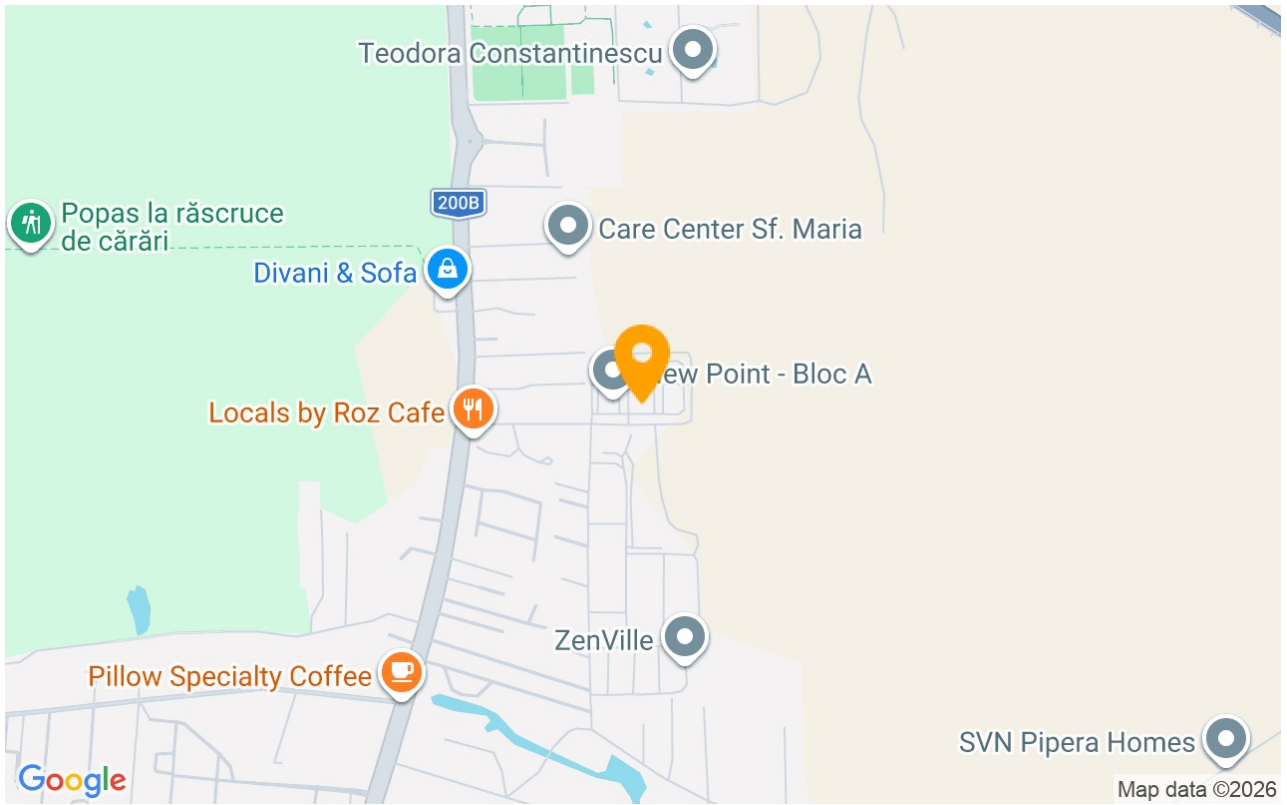 Teodora Constantinescu
200B
Popas la răscruce
de cărări
Care Center Sf. Maria
Divani & Sofa
ew Point - Bloc A
Locals by Roz Cafe
ZenVille
Pillow Specialty Coffee
SVN Pipera Homes
Google
Map data ©2026